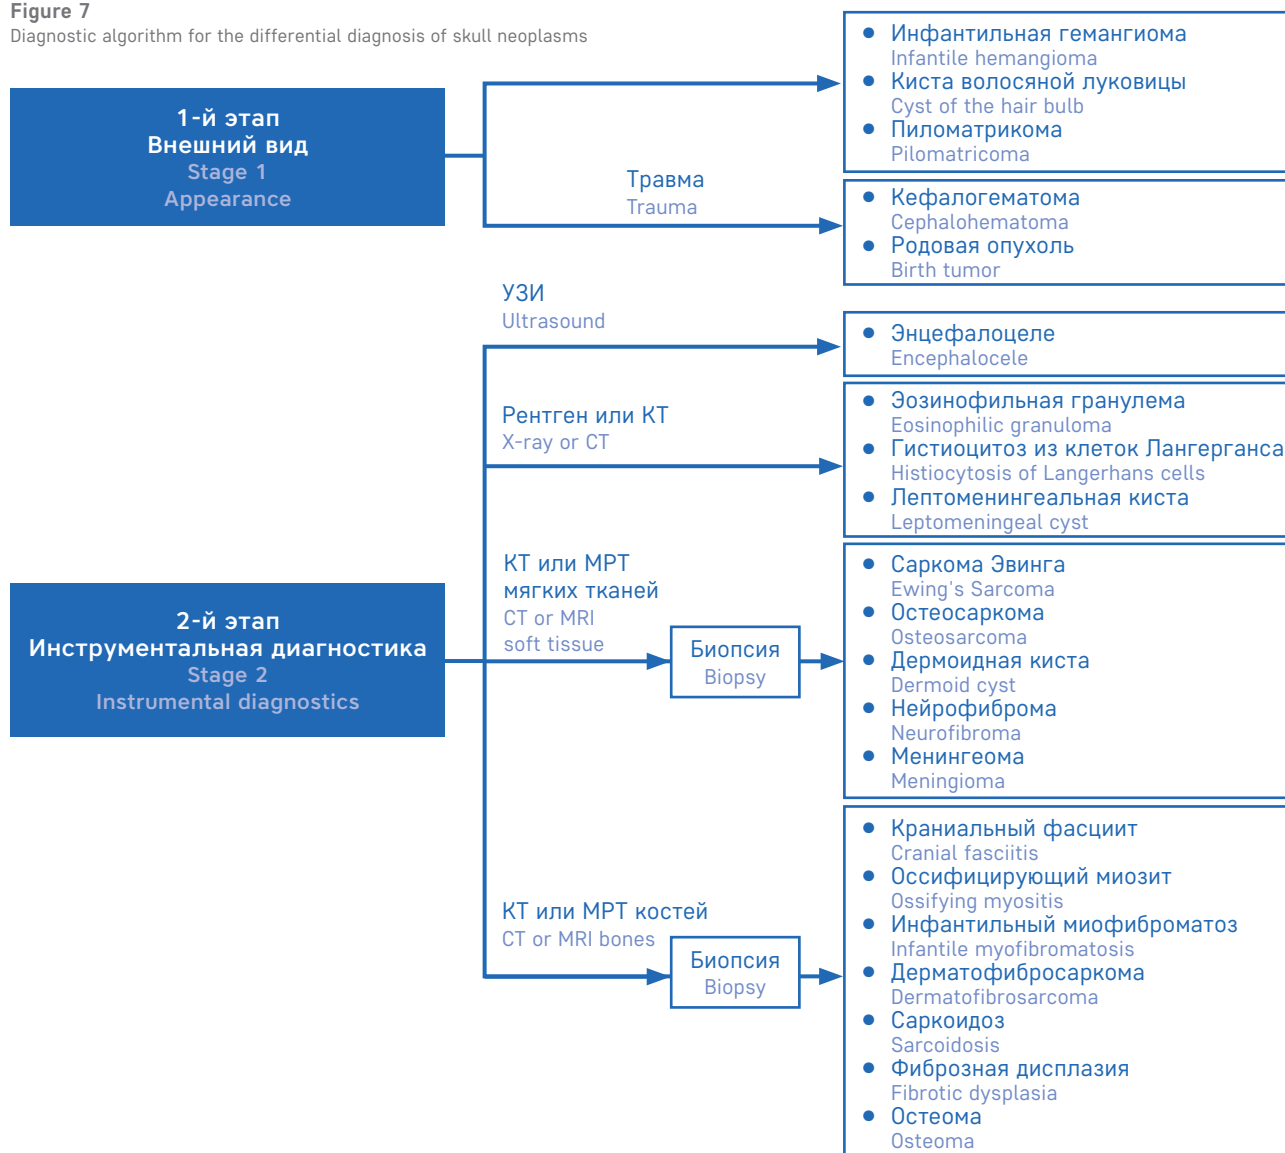 Figure 7
Diagnostic algorithm for the differential diagnosis of skull neoplasms
1-й этап
Внешний вид
Stage 1
Appearance
Инфантильная гемангиома
Infantile hemangioma
Киста волосяной луковицы
Cyst of the hair bulb
Пиломатрикома
Pilomatricoma
Травма
Trauma
Кефалогематома
Cephalohematoma
Родовая опухоль
Birth tumor
2-й этап
Инструментальная диагностика
Stage 2
Instrumental diagnostics
УЗИ
Ultrasound
Энцефалоцеле
Encephalocele
Рентген или КТ
X-ray or CT
Эозинофильная гранулема
Eosinophilic granuloma
Гистиоцитоз из клеток Лангерганса
Histiocytosis of Langerhans cells
Лептоменингеальная киста
Leptomeningeal cyst
КТ или МРТ
мягких тканей
CT or MRI
soft tissue
Биопсия
Biopsy
Саркома Эвинга
Ewing's Sarcoma
Остеосаркома
Osteosarcoma
Дермоидная киста
Dermoid cyst
Нейрофиброма
Neurofibroma
Менингеома
Meningioma
КТ или МРТ костей
CT or MRI bones
Биопсия
Biopsy
Краниальный фасциит
Cranial fasciitis
Оссифицирующий миозит
Ossifying myositis
Инфантильный миофиброматоз
Infantile myofibromatosis
Дерматофибросаркома
Dermatofibrosarcoma
Саркоидоз
Sarcoidosis
Фиброзная дисплазия
Fibrotic dysplasia
Остеома
Osteoma